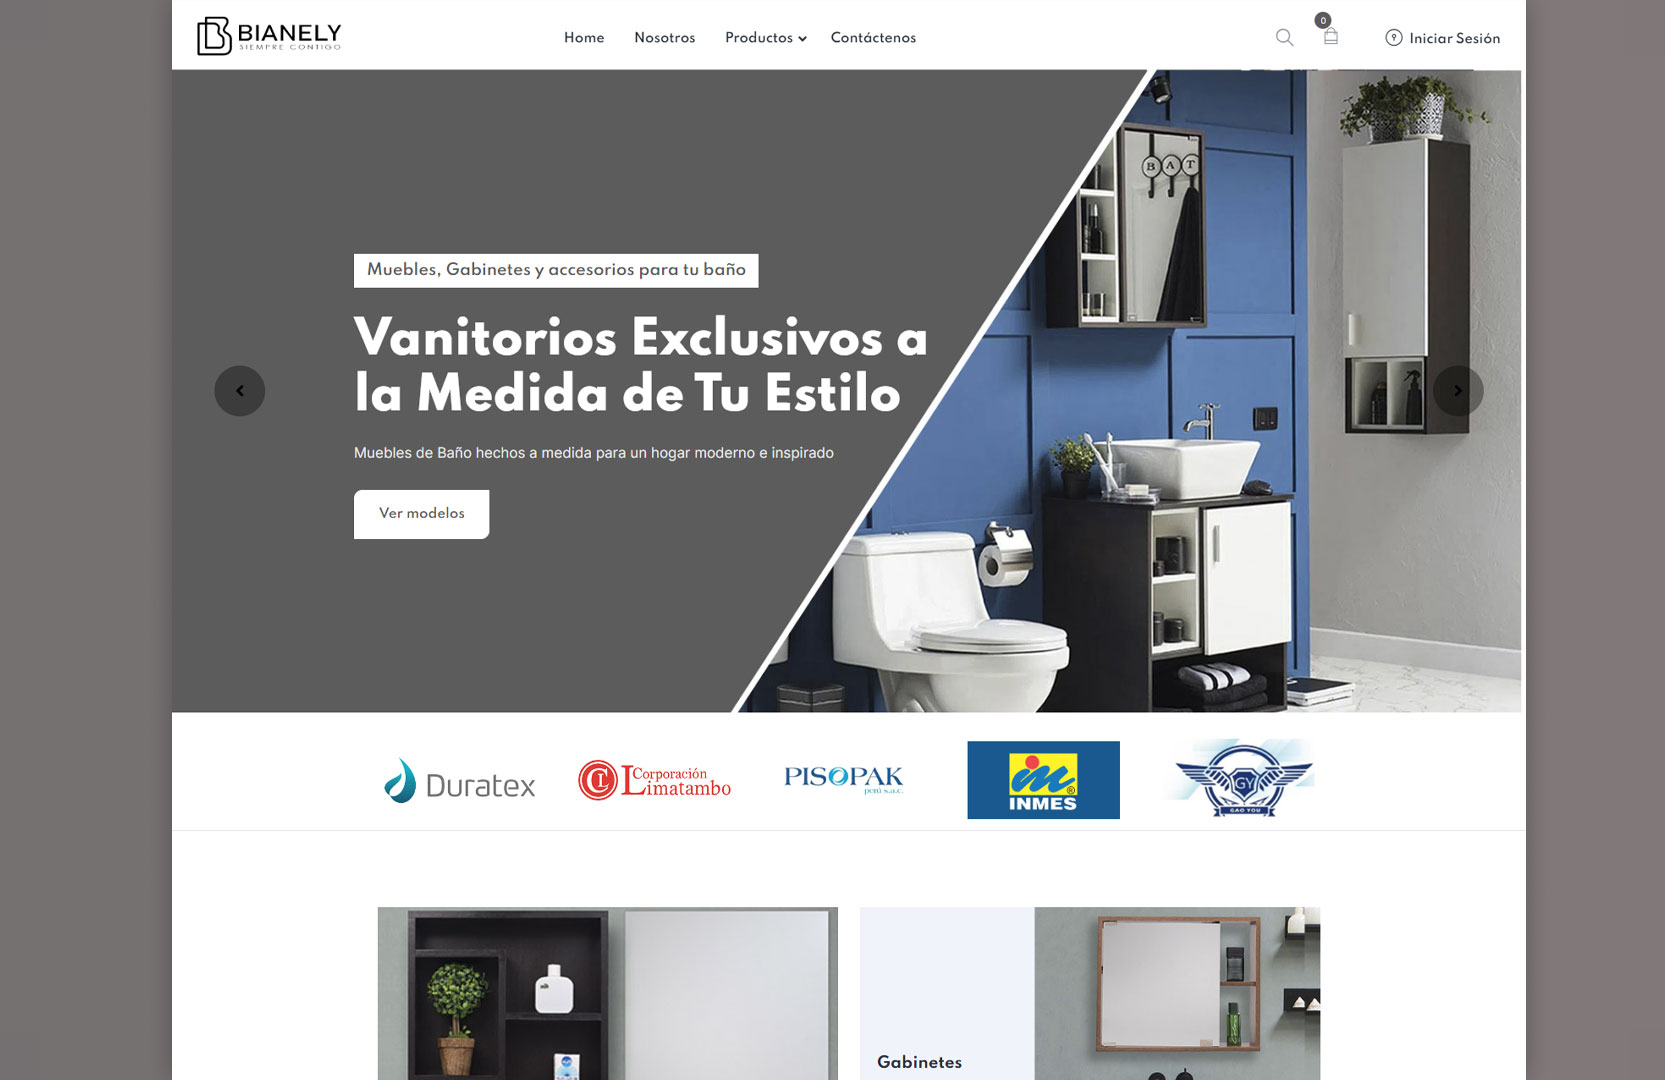 BIANELY
SIEMPRE CONTIGO
Home
Nosotros
Productos
Contáctenos
0
Iniciar Sesión
Muebles, Gabinetes y accesorios para tu baño
Vanitorios Exclusivos a
la Medida de Tu Estilo
Muebles de Baño hechos a medida para un hogar moderno e inspirado
Ver modelos
BAT
Duratex
CL Corporación
Limatambo
PISOPAK
perú s.a.c.
INMES
GY
GAO YOU
Gabinetes